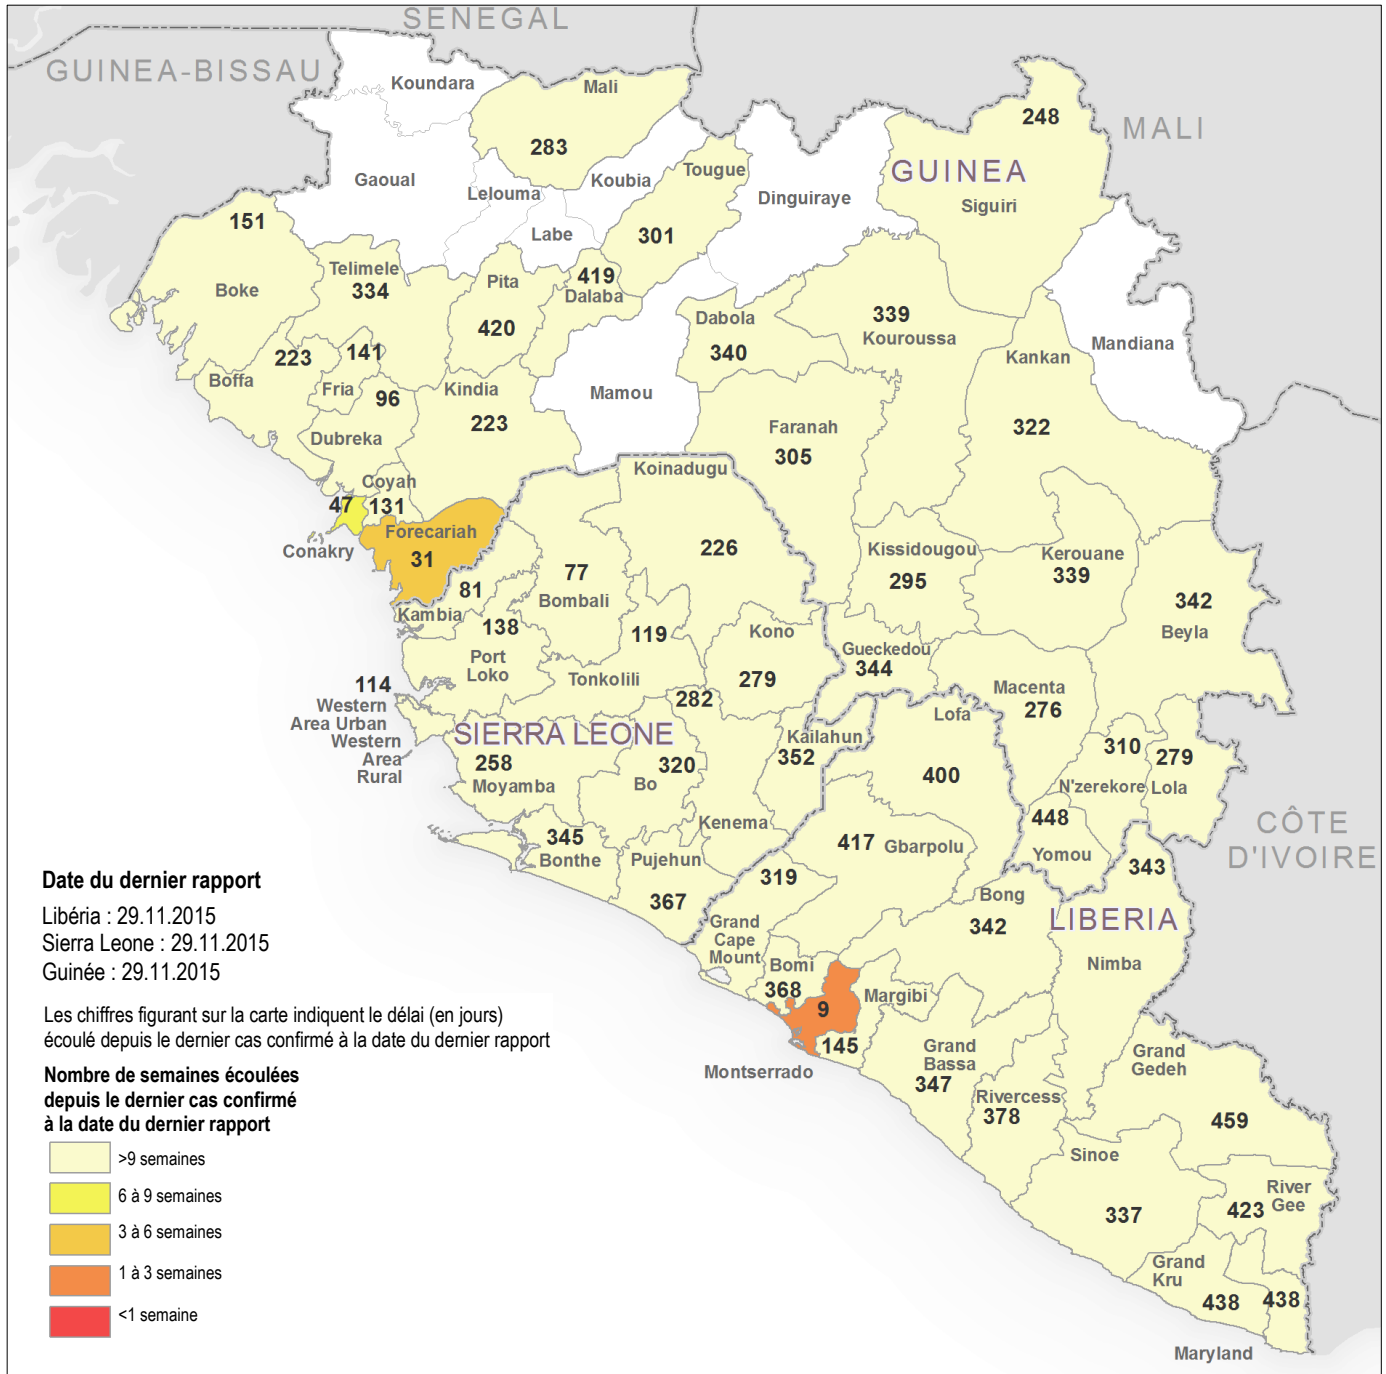 SENEGAL
GUINEA-BISSAU
Koundara
Mali
283
248
MALI
GUINEA
Siguiri
Gaoual
Lelouma
Koubia
Tougue
Dinguiraye
151
Labe
301
Boke
Telimele
334
Pita
420
419
Dalaba
Dabola
340
339
Kouroussa
Kankan
322
Mandiana
223
Boffa
141
Fria
96
Kindia
223
Mamou
Dubreka
Faranah
305
Coyah
131
47
Conakry
Forecariah
31
Koinadugu
226
Kissidougou
295
Kerouane
339
342
Beyla
81
Kambia
77
Bombali
138
Port
Loko
119
Tonkolili
Kono
279
Gueckedou
344
114
Western
Area Urban
Western
Area
Rural
282
Macenta
276
Lofa
400
SIERRA LEONE
258
Moyamba
320
Bo
Kailahun
352
310
N'zerekore
279
Lola
Kenema
345
Bonthe
Pujehun
367
417
Gbarpolu
448
Yomou
343
CÔTE
D'IVOIRE
319
Grand
Cape
Mount
Bong
342
LIBERIA
Nimba
Bomi
368
9
Margibi
145
Montserrado
Grand
Bassa
347
Rivercess
378
Grand
Gedeh
459
Sinoe
337
River
Gee
423
Grand
Kru
438
438
Maryland
Date du dernier rapport
Libéria : 29.11.2015
Sierra Leone : 29.11.2015
Guinée : 29.11.2015
Les chiffres figurant sur la carte indiquent le délai (en jours)
écoulé depuis le dernier cas confirmé à la date du dernier rapport
Nombre de semaines écoulées
depuis le dernier cas confirmé
à la date du dernier rapport
>9 semaines
6 à 9 semaines
3 à 6 semaines
1 à 3 semaines
<1 semaine